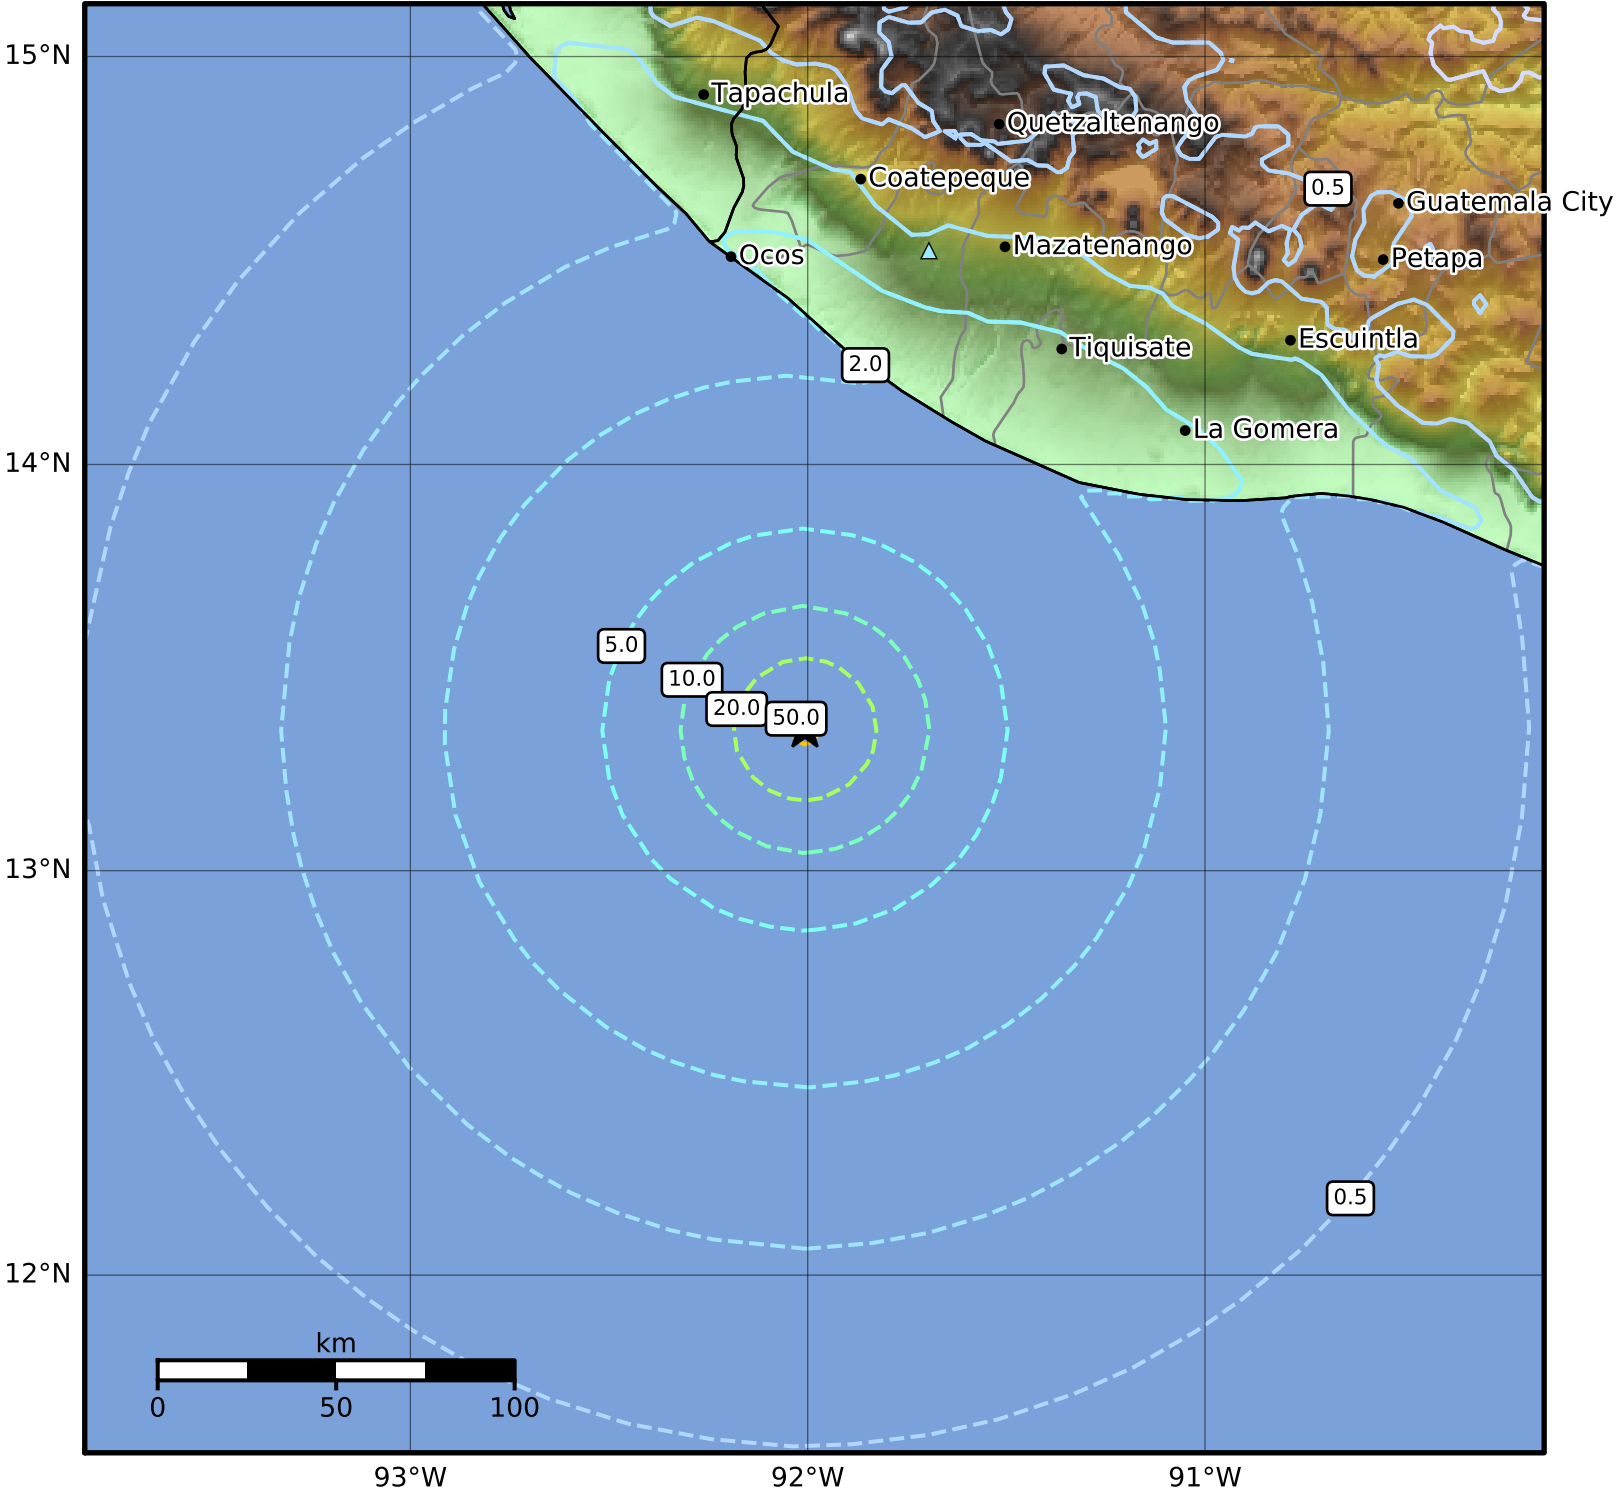 15°N
Tapachula
Quetzaltenango
Coatepeque
0.5
Guatemala City
Mazatenango
Ocos
Petapa
Escuintla
Tiquisate
2.0
La Gomera
14°N
5.0
10.0
20.0
50.0
13°N
0.5
12°N
km
0
50
100
93°W
92°W
91°W